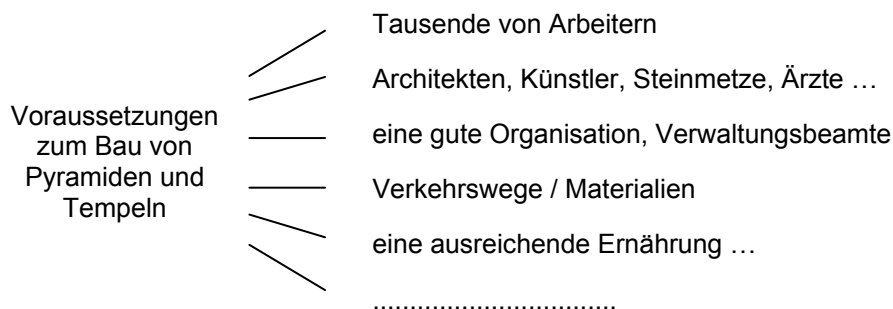 Voraussetzungen
zum Bau von
Pyramiden und
Tempeln
Tausende von Arbeitern
Architekten, Künstler, Steinmetze, Ärzte …
eine gute Organisation, Verwaltungsbeamte
Verkehrswege / Materialien
eine ausreichende Ernährung …
.................................